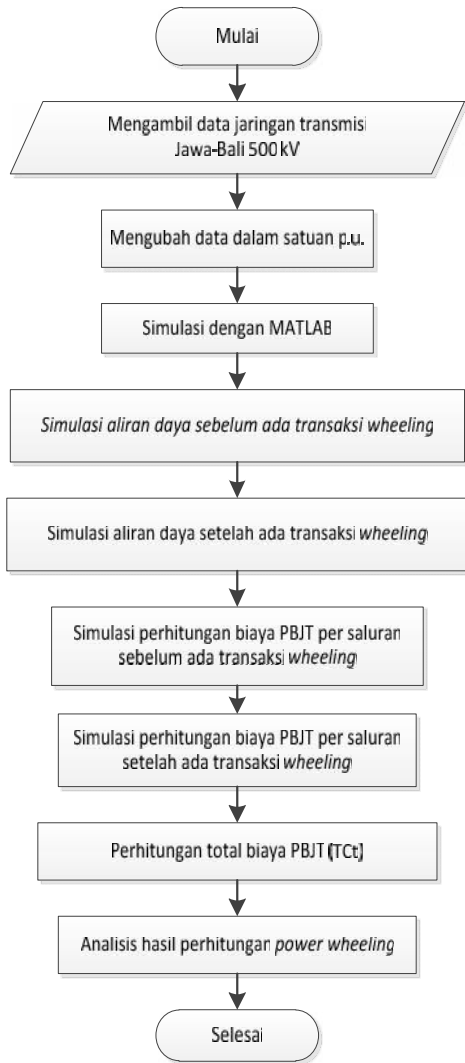 Mulai
Mengambil data jaringan transmisi
Jawa-Bali 500 kV
Mengubah data dalam satuan p.u.
Simulasi dengan MATLAB
Simulasi aliran daya sebelum ada transaksi wheeling
Simulasi aliran daya setelah ada transaksi wheeling
Simulasi perhitungan biaya PBJT per saluran
sebelum ada transaksi wheeling
Simulasi perhitungan biaya PBJT per saluran
setelah ada transaksi wheeling
Perhitungan total biaya PBJT (TCt)
Analisis hasil perhitungan power wheeling
Selesai